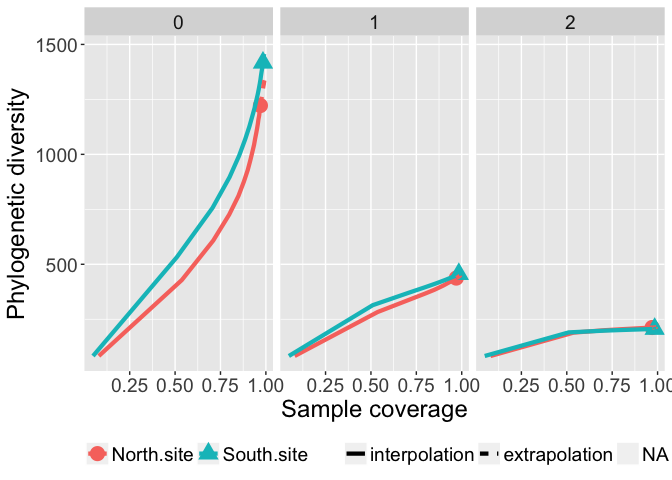 0 1 2
1500
1000
500
Phylogenetic diversity
0.25 0.50 0.75 1.00 0.25 0.50 0.75 1.00 0.25 0.50 0.75 1.00
Sample coverage
North.site South.site interpolation extrapolation NA